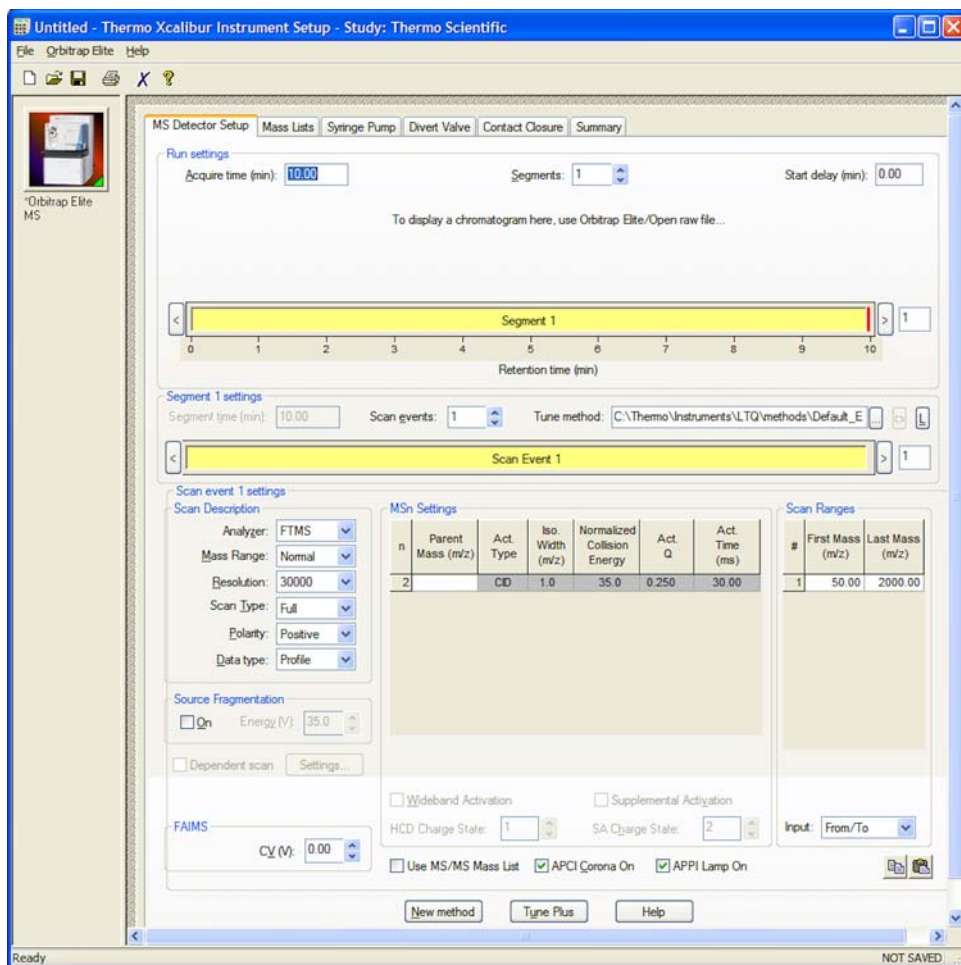 Untitled - Thermo Xcalibur Instrument Setup - Study: Thermo Scientific
File Orbitrap Elite Help
*Orbitrap Elite
MS
MS Detector Setup Mass Lists Syringe Pump Divert Valve Contact Closure Summary
Run settings
Acquire time (min): 10.00 Segments: 1 Start delay (min): 0.00
To display a chromatogram here, use Orbitrap Elite/Open raw file...
< Segment 1 > 1
0 1 2 3 4 5 6 7 8 9 10
Retention time (min)
Segment 1 settings
Segment time (min): 10.00 Scan events: 1 Tune method: C:\Thermo\Instruments\LTQ\methods\Default_E ... L
< Scan Event 1 > 1
Scan event 1 settings
Scan Description
Analyzer: FTMS
Mass Range: Normal
Resolution: 30000
Scan Type: Full
Polarity: Positive
Data type: Profile
Source Fragmentation
On Energy (V): 35.0
Dependent scan Settings...
FAIMS
CV (V): 0.00
MSn Settings
n Parent Mass (m/z) Act. Type Iso. Width (m/z) Normalized Collision Energy Act. Q Act. Time (ms)
2 CID 1.0 35.0 0.250 30.00
Wideband Activation Supplemental Activation
HCD Charge State: 1 SA Charge State: 2
Use MS/MS Mass List APCI Corona On APPI Lamp On
Scan Ranges
# First Mass (m/z) Last Mass (m/z)
1 50.00 2000.00
Input: From/To
New method Tune Plus Help
Ready NOT SAVED